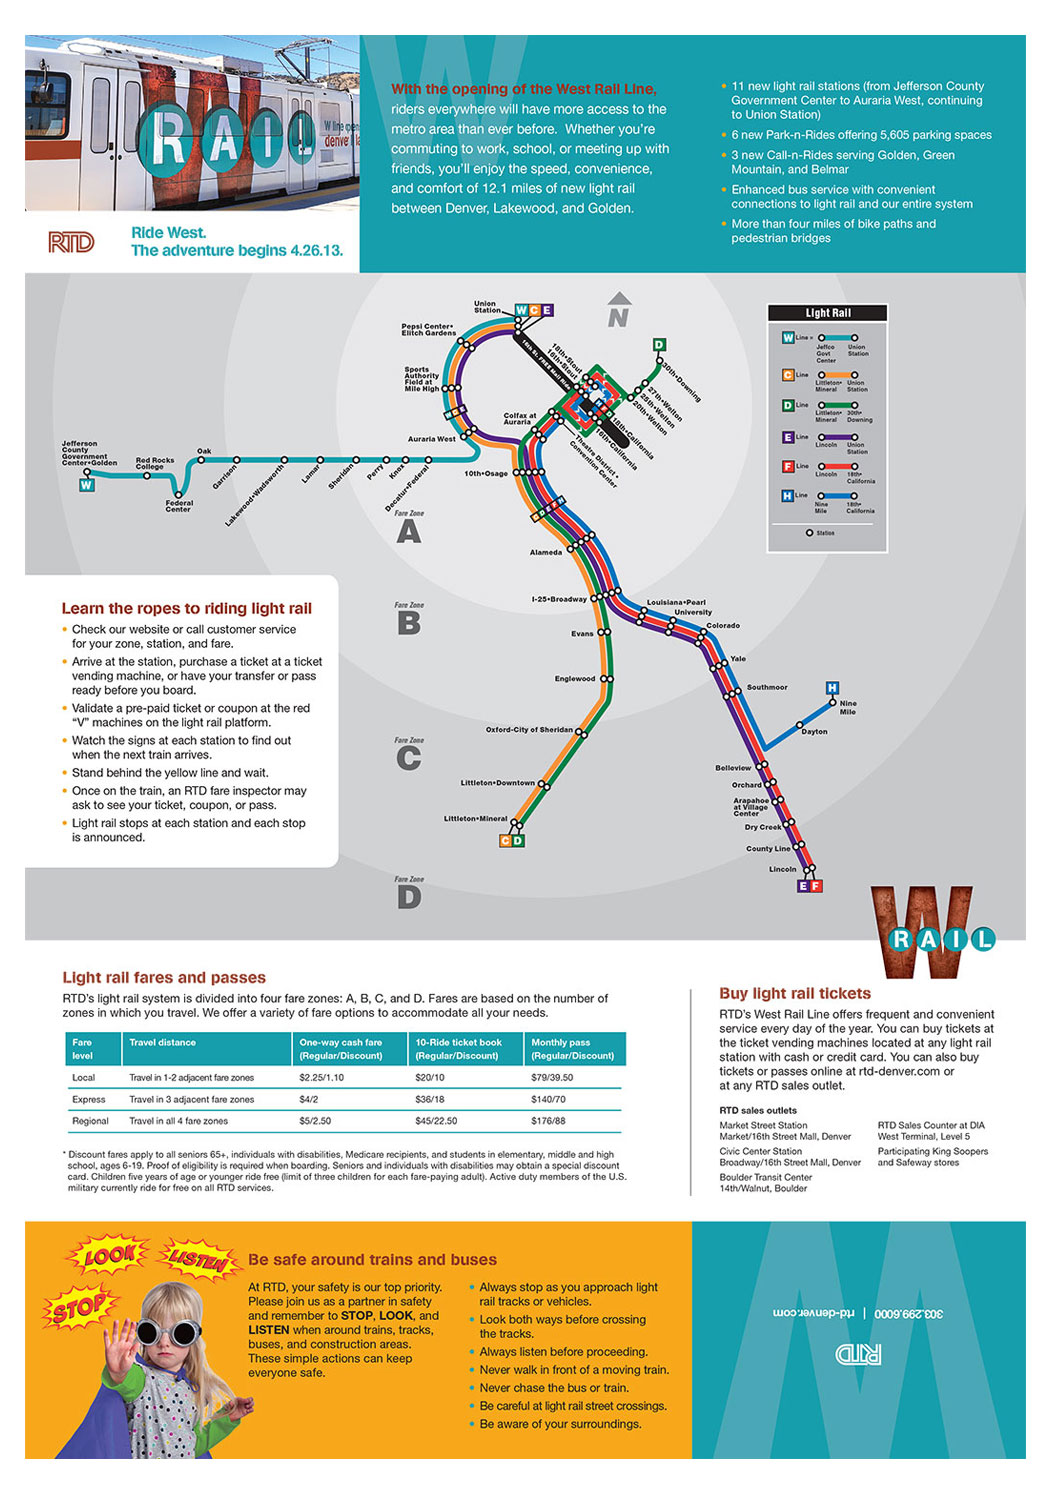 RAIL
W line opens
RTD
Ride West.
The adventure begins 4.26.13.
With the opening of the West Rail Line,
riders everywhere will have more access to the
metro area than ever before. Whether you're
commuting to work, school, or meeting up with
friends, you'll enjoy the speed, convenience,
and comfort of 12.1 miles of new light rail
between Denver, Lakewood, and Golden.
• 11 new light rail stations (from Jefferson County
Government Center to Auraria West, continuing
to Union Station)
• 6 new Park-n-Rides offering 5,605 parking spaces
• 3 new Call-n-Rides serving Golden, Green
Mountain, and Belmar
• Enhanced bus service with convenient
connections to light rail and our entire system
• More than four miles of bike paths and
pedestrian bridges
Union
Station
W C E
N
Pepsi Center•
Elitch Gardens
Sports
Authority
Field at
Mile High
Auraria West
Colfax at
Auraria
18th•Stout
16th•Stout
D
30th•Downing
27th•Welton
25th•Welton
20th•Welton
18th•California
16th•California
Theatre District •
Convention Center
Jefferson
County
Government
Center•Golden
W
Red Rocks
College
Federal
Center
Oak
Garrison
Lakewood•Wadsworth
Lamar
Sheridan
Perry
Knox
Decatur•Federal
10th•Osage
Alameda
I-25•Broadway
Evans
Englewood
Oxford-City of Sheridan
Littleton•Downtown
Littleton•Mineral
C D
Louisiana•Pearl
University
Colorado
Yale
Southmoor
H
Nine
Mile
Dayton
Belleview
Orchard
Arapahoe
at Village
Center
Dry Creek
County Line
Lincoln
E F
Fare Zone
A
Fare Zone
B
Fare Zone
C
Fare Zone
D
Light Rail
W Line
Jeffco
Govt
Center
Union
Station
C Line
Littleton•
Mineral
Union
Station
D Line
Littleton•
Mineral
30th•
Downing
E Line
Lincoln
Union
Station
F Line
Lincoln
18th•
California
H Line
Nine
Mile
18th•
California
Station
Learn the ropes to riding light rail
• Check our website or call customer service
for your zone, station, and fare.
• Arrive at the station, purchase a ticket at a ticket
vending machine, or have your transfer or pass
ready before you board.
• Validate a pre-paid ticket or coupon at the red
“V” machines on the light rail platform.
• Watch the signs at each station to find out
when the next train arrives.
• Stand behind the yellow line and wait.
• Once on the train, an RTD fare inspector may
ask to see your ticket, coupon, or pass.
• Light rail stops at each station and each stop
is announced.
W RAIL
Light rail fares and passes
RTD's light rail system is divided into four fare zones: A, B, C, and D. Fares are based on the number of
zones in which you travel. We offer a variety of fare options to accommodate all your needs.
Fare level | Travel distance | One-way cash fare (Regular/Discount) | 10-Ride ticket book (Regular/Discount) | Monthly pass (Regular/Discount)
Local | Travel in 1-2 adjacent fare zones | $2.25/1.10 | $20/10 | $79/39.50
Express | Travel in 3 adjacent fare zones | $4/2 | $36/18 | $140/70
Regional | Travel in all 4 fare zones | $5/2.50 | $45/22.50 | $176/88
* Discount fares apply to all seniors 65+, individuals with disabilities, Medicare recipients, and students in elementary, middle and high
school, ages 6-19. Proof of eligibility is required when boarding. Seniors and individuals with disabilities may obtain a special discount
card. Children five years of age or younger ride free (limit of three children for each fare-paying adult). Active duty members of the U.S.
military currently ride for free on all RTD services.
Buy light rail tickets
RTD's West Rail Line offers frequent and convenient
service every day of the year. You can buy tickets at
the ticket vending machines located at any light rail
station with cash or credit card. You can also buy
tickets or passes online at rtd-denver.com or
at any RTD sales outlet.
RTD sales outlets
Market Street Station
Market/16th Street Mall, Denver
Civic Center Station
Broadway/16th Street Mall, Denver
Boulder Transit Center
14th/Walnut, Boulder
RTD Sales Counter at DIA
West Terminal, Level 5
Participating King Soopers
and Safeway stores
LOOK
LISTEN
STOP
Be safe around trains and buses
At RTD, your safety is our top priority.
Please join us as a partner in safety
and remember to STOP, LOOK, and
LISTEN when around trains, tracks,
buses, and construction areas.
These simple actions can keep
everyone safe.
• Always stop as you approach light
rail tracks or vehicles.
• Look both ways before crossing
the tracks.
• Always listen before proceeding.
• Never walk in front of a moving train.
• Never chase the bus or train.
• Be careful at light rail street crossings.
• Be aware of your surroundings.
RTD
303.299.6000 | rtd-denver.com